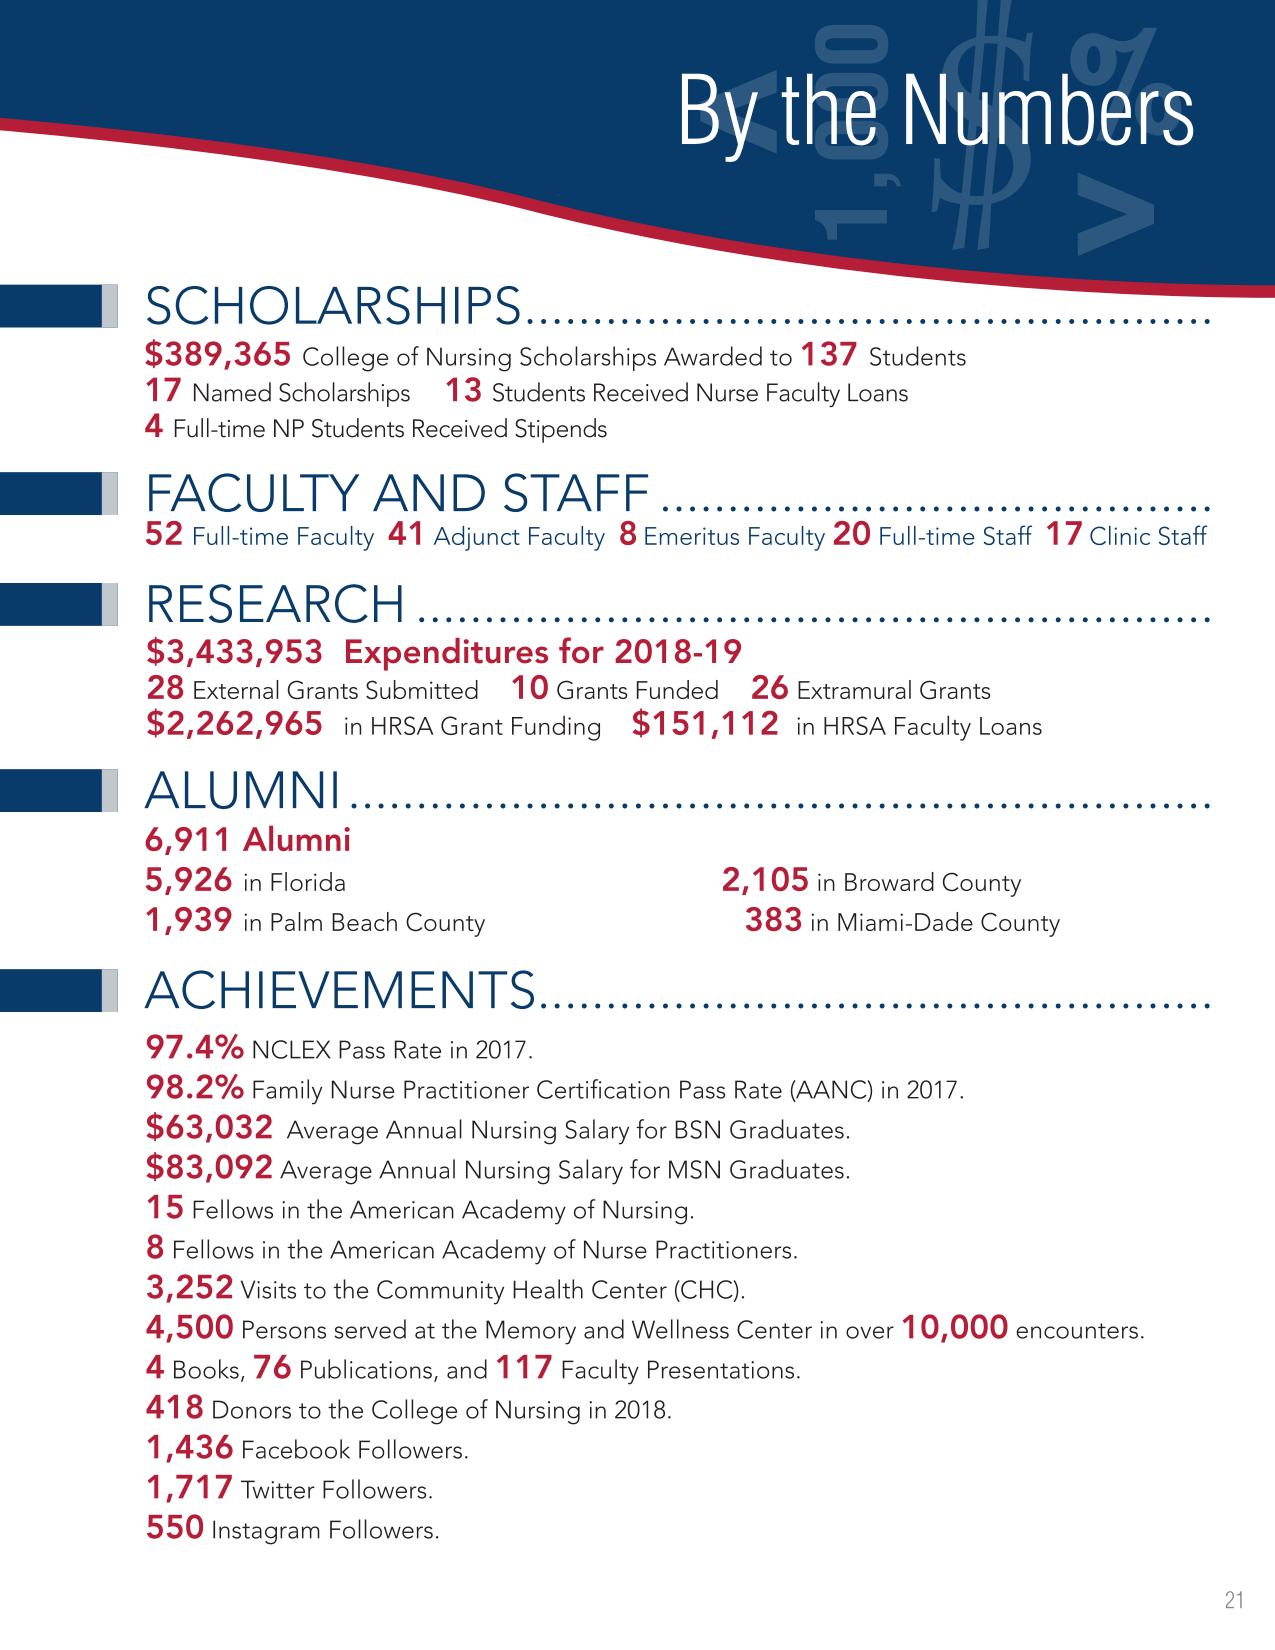 By the Numbers
1,000 $ % < >
SCHOLARSHIPS
$389,365 College of Nursing Scholarships Awarded to 137 Students
17 Named Scholarships 13 Students Received Nurse Faculty Loans
4 Full-time NP Students Received Stipends
FACULTY AND STAFF
52 Full-time Faculty 41 Adjunct Faculty 8 Emeritus Faculty 20 Full-time Staff 17 Clinic Staff
RESEARCH
$3,433,953 Expenditures for 2018-19
28 External Grants Submitted 10 Grants Funded 26 Extramural Grants
$2,262,965 in HRSA Grant Funding $151,112 in HRSA Faculty Loans
ALUMNI
6,911 Alumni
5,926 in Florida 2,105 in Broward County
1,939 in Palm Beach County 383 in Miami-Dade County
ACHIEVEMENTS
97.4% NCLEX Pass Rate in 2017.
98.2% Family Nurse Practitioner Certification Pass Rate (AANC) in 2017.
$63,032 Average Annual Nursing Salary for BSN Graduates.
$83,092 Average Annual Nursing Salary for MSN Graduates.
15 Fellows in the American Academy of Nursing.
8 Fellows in the American Academy of Nurse Practitioners.
3,252 Visits to the Community Health Center (CHC).
4,500 Persons served at the Memory and Wellness Center in over 10,000 encounters.
4 Books, 76 Publications, and 117 Faculty Presentations.
418 Donors to the College of Nursing in 2018.
1,436 Facebook Followers.
1,717 Twitter Followers.
550 Instagram Followers.
21